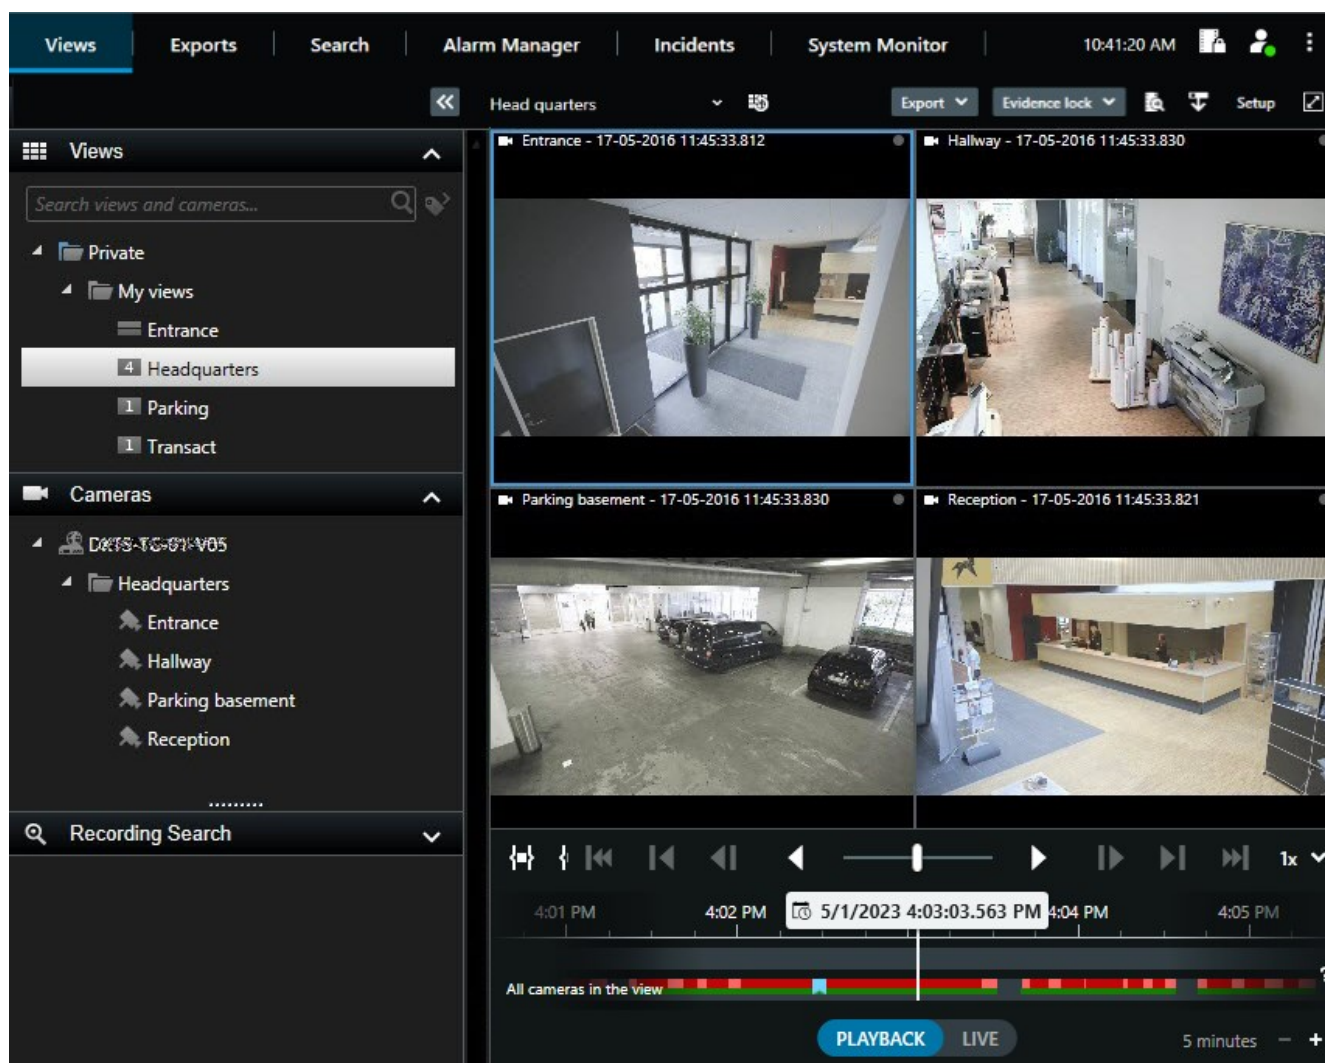 Views Exports Search Alarm Manager Incidents System Monitor 10:41:20 AM
Head quarters Export Evidence lock Setup
Views
Search views and cameras...
Private
My views
Entrance
4 Headquarters
1 Parking
1 Transact
Cameras
Headquarters
Entrance
Hallway
Parking basement
Reception
Recording Search
Entrance - 17-05-2016 11:45:33.812
Hallway - 17-05-2016 11:45:33.830
Parking basement - 17-05-2016 11:45:33.830
Reception - 17-05-2016 11:45:33.821
1x
4:01 PM 4:02 PM 5/1/2023 4:03:03.563 PM 4:04 PM 4:05 PM
All cameras in the view
PLAYBACK LIVE
5 minutes - +